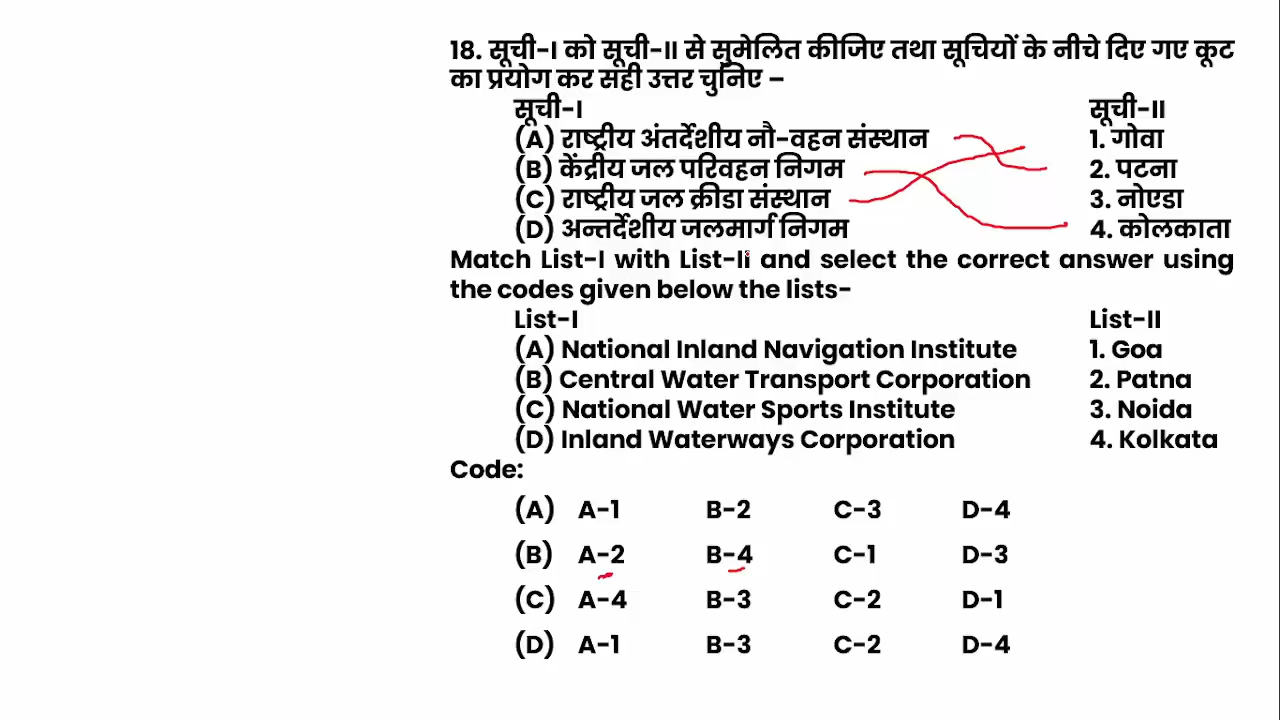 18. सूची-I को सूची-II से सुमेलित कीजिए तथा सूचियों के नीचे दिए गए कूट
का प्रयोग कर सही उत्तर चुनिए –
सूची-I सूची-II
(A) राष्ट्रीय अंतर्देशीय नौ-वहन संस्थान 1. गोवा
(B) केंद्रीय जल परिवहन निगम 2. पटना
(C) राष्ट्रीय जल क्रीडा संस्थान 3. नोएडा
(D) अन्तर्देशीय जलमार्ग निगम 4. कोलकाता
Match List-I with List-II and select the correct answer using
the codes given below the lists-
List-I List-II
(A) National Inland Navigation Institute 1. Goa
(B) Central Water Transport Corporation 2. Patna
(C) National Water Sports Institute 3. Noida
(D) Inland Waterways Corporation 4. Kolkata
Code:
(A) A-1 B-2 C-3 D-4
(B) A-2 B-4 C-1 D-3
(C) A-4 B-3 C-2 D-1
(D) A-1 B-3 C-2 D-4